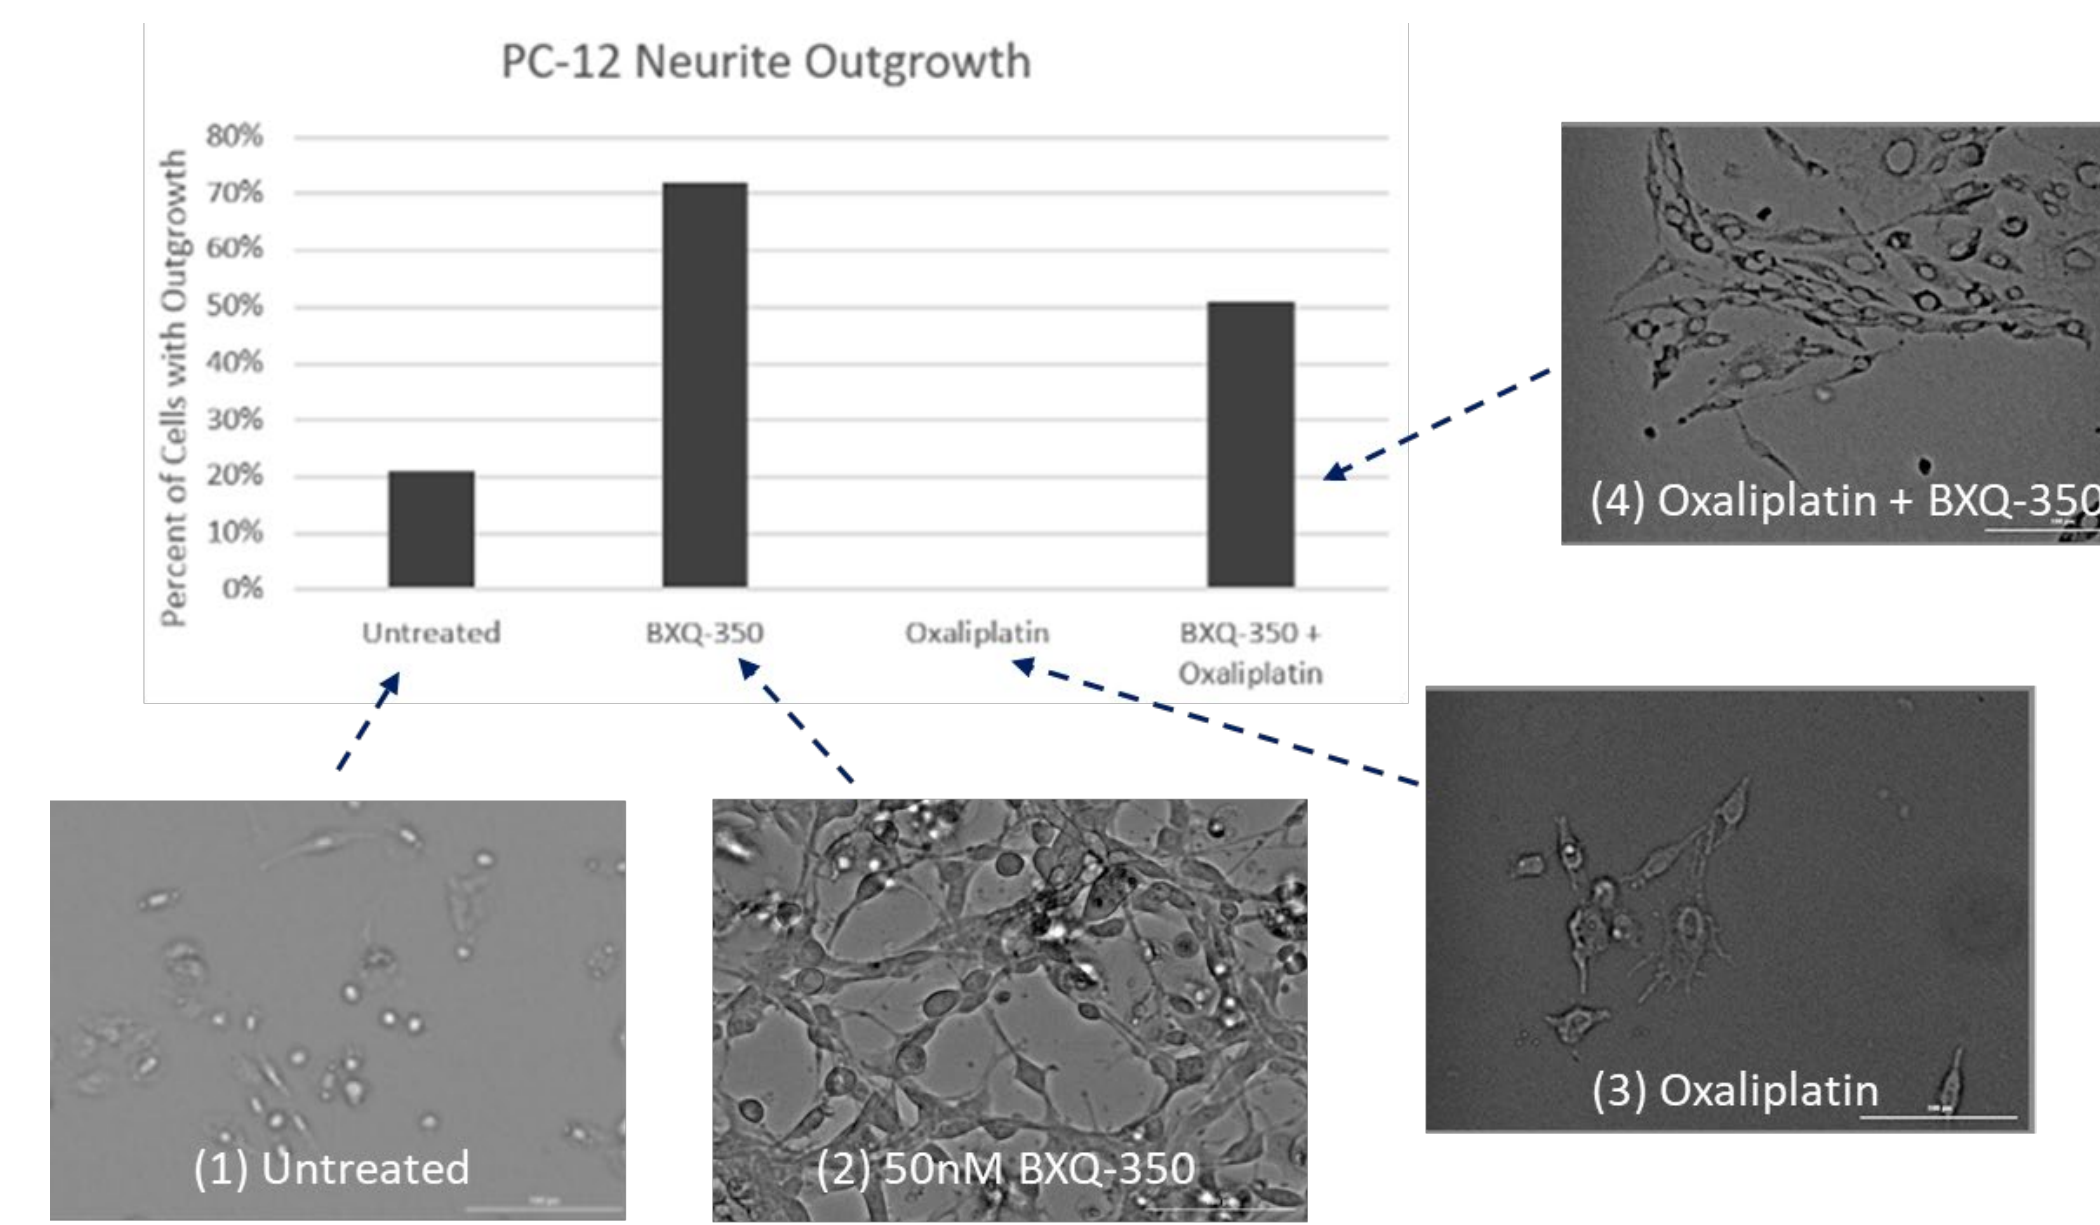 PC-12 Neurite Outgrowth
Percent of Cells with Outgrowth
80%
70%
60%
50%
40%
30%
20%
10%
0%
Untreated
BXQ-350
Oxaliplatin
BXQ-350 +
Oxaliplatin
(4) Oxaliplatin + BXQ-350
(3) Oxaliplatin
(1) Untreated
(2) 50nM BXQ-350